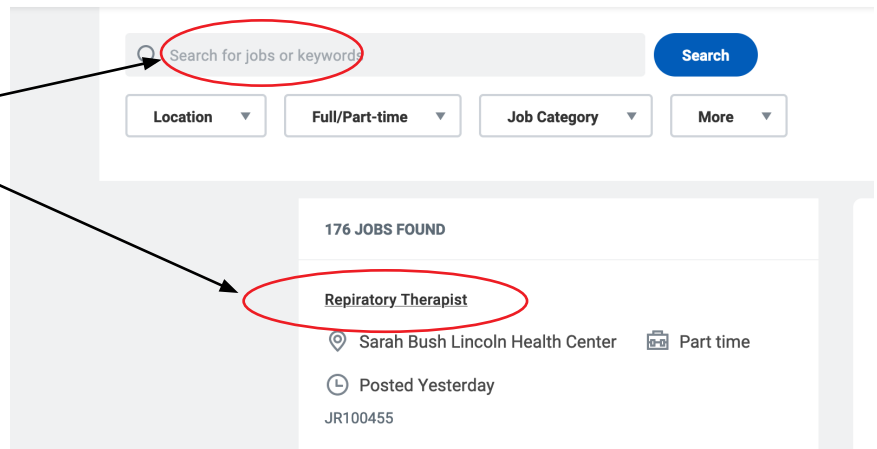 Search for jobs or keywords
Search
Location
Full/Part-time
Job Category
More
176 JOBS FOUND
Repiratory Therapist
Sarah Bush Lincoln Health Center
Part time
Posted Yesterday
JR100455